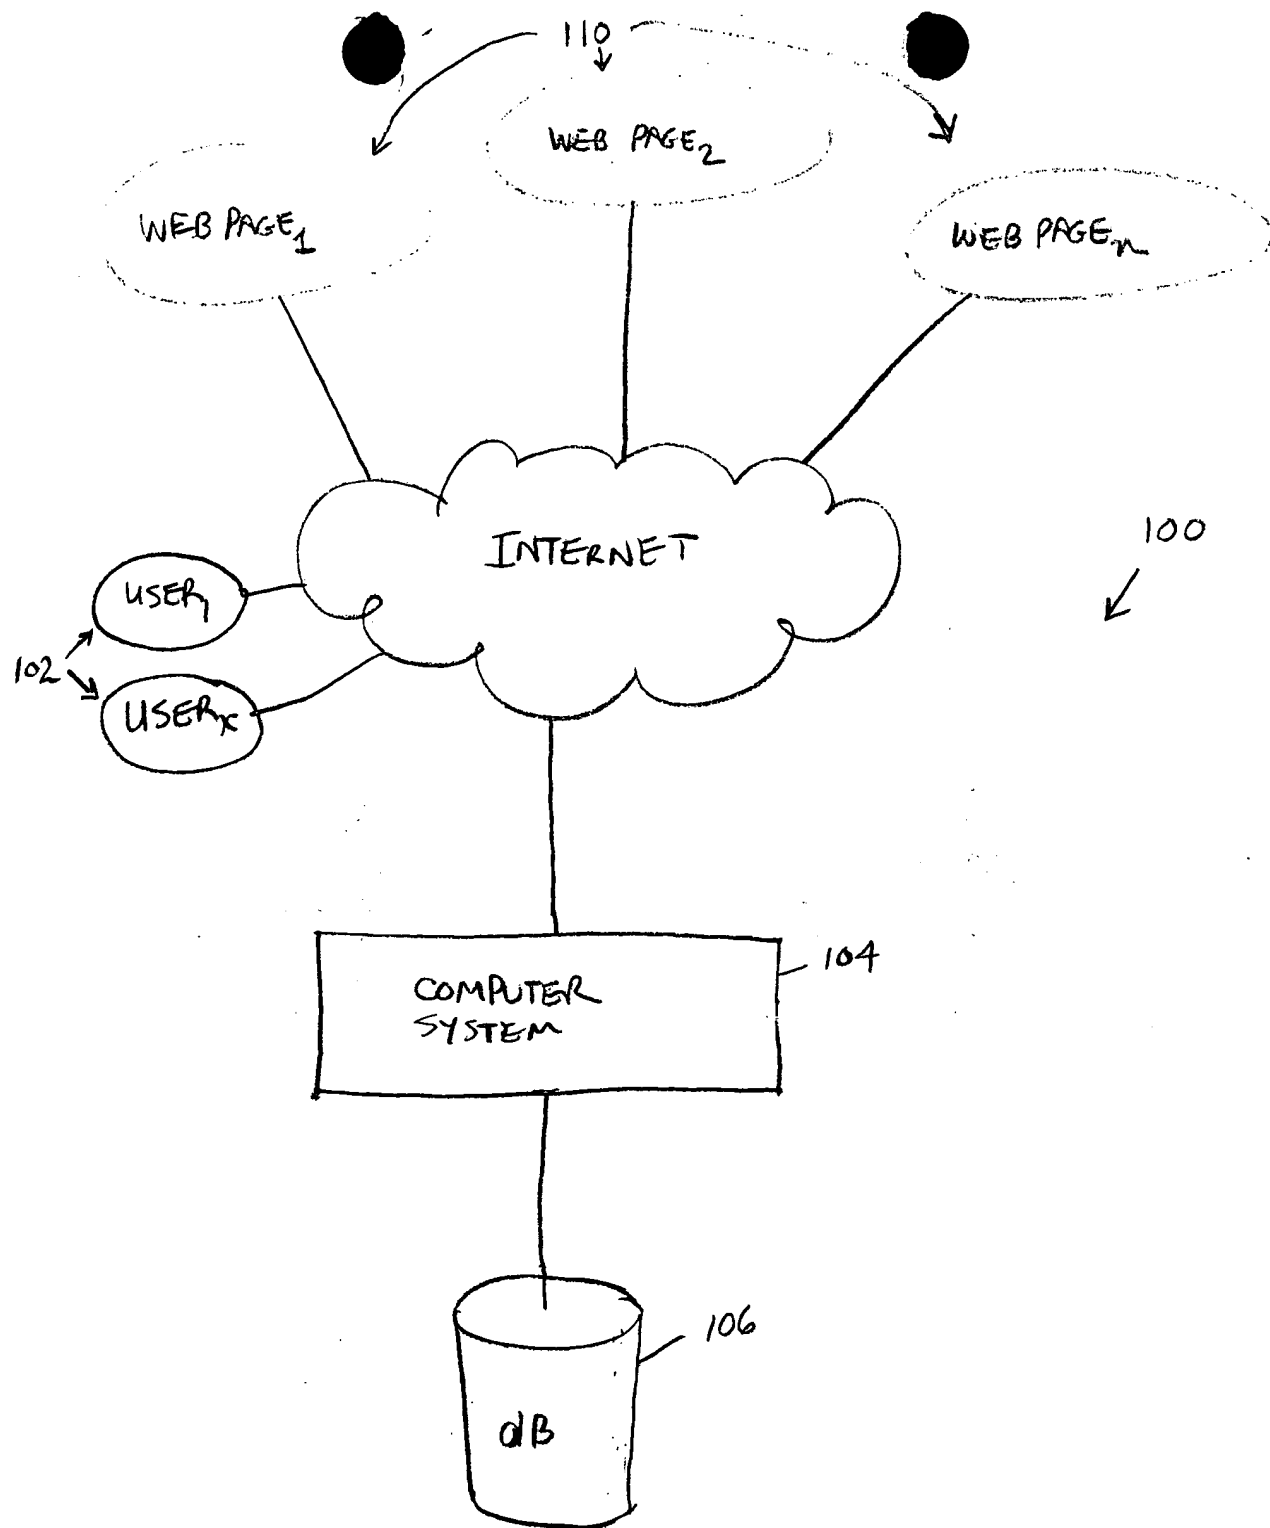 110
WEB PAGE₂
WEB PAGE₁
WEB PAGEₙ
INTERNET
100
USER₁
102
USERₓ
104
COMPUTER
SYSTEM
106
dB